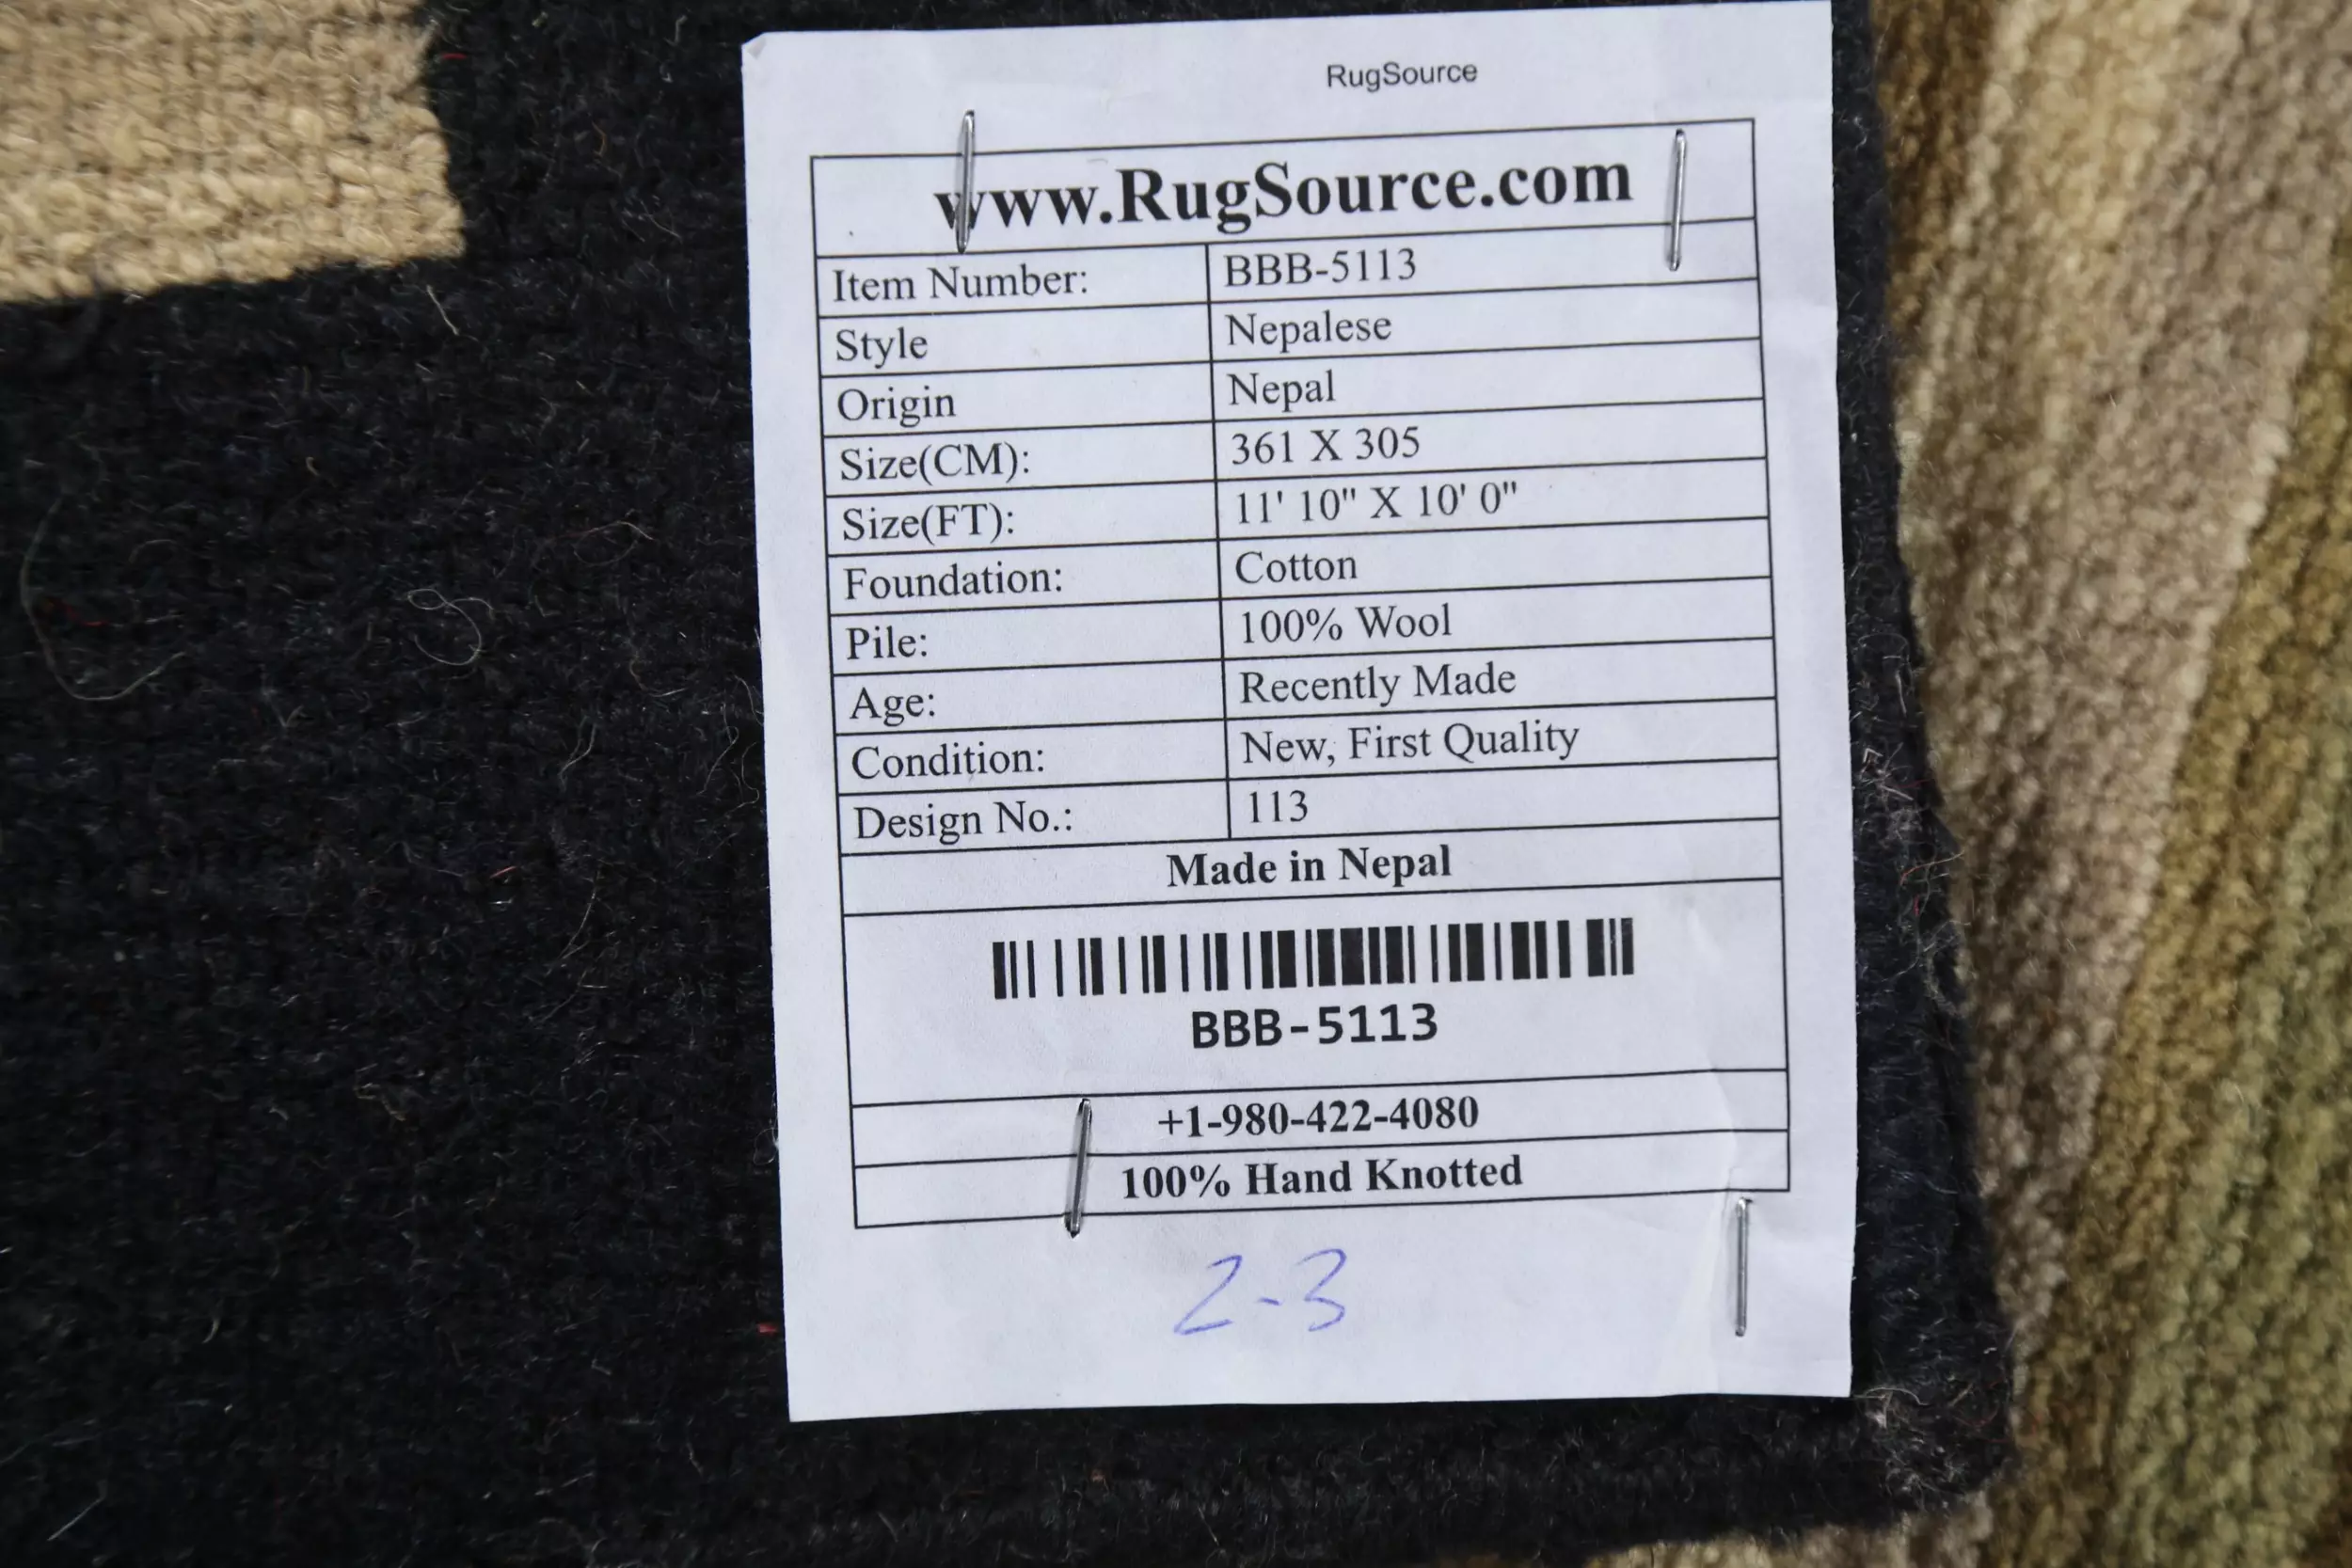 RugSource
www.RugSource.com
Item Number: BBB-5113
Style Nepalese
Origin Nepal
Size(CM): 361 X 305
Size(FT): 11' 10" X 10' 0"
Foundation: Cotton
Pile: 100% Wool
Age: Recently Made
Condition: New, First Quality
Design No.: 113
Made in Nepal
BBB-5113
+1-980-422-4080
100% Hand Knotted
2-3